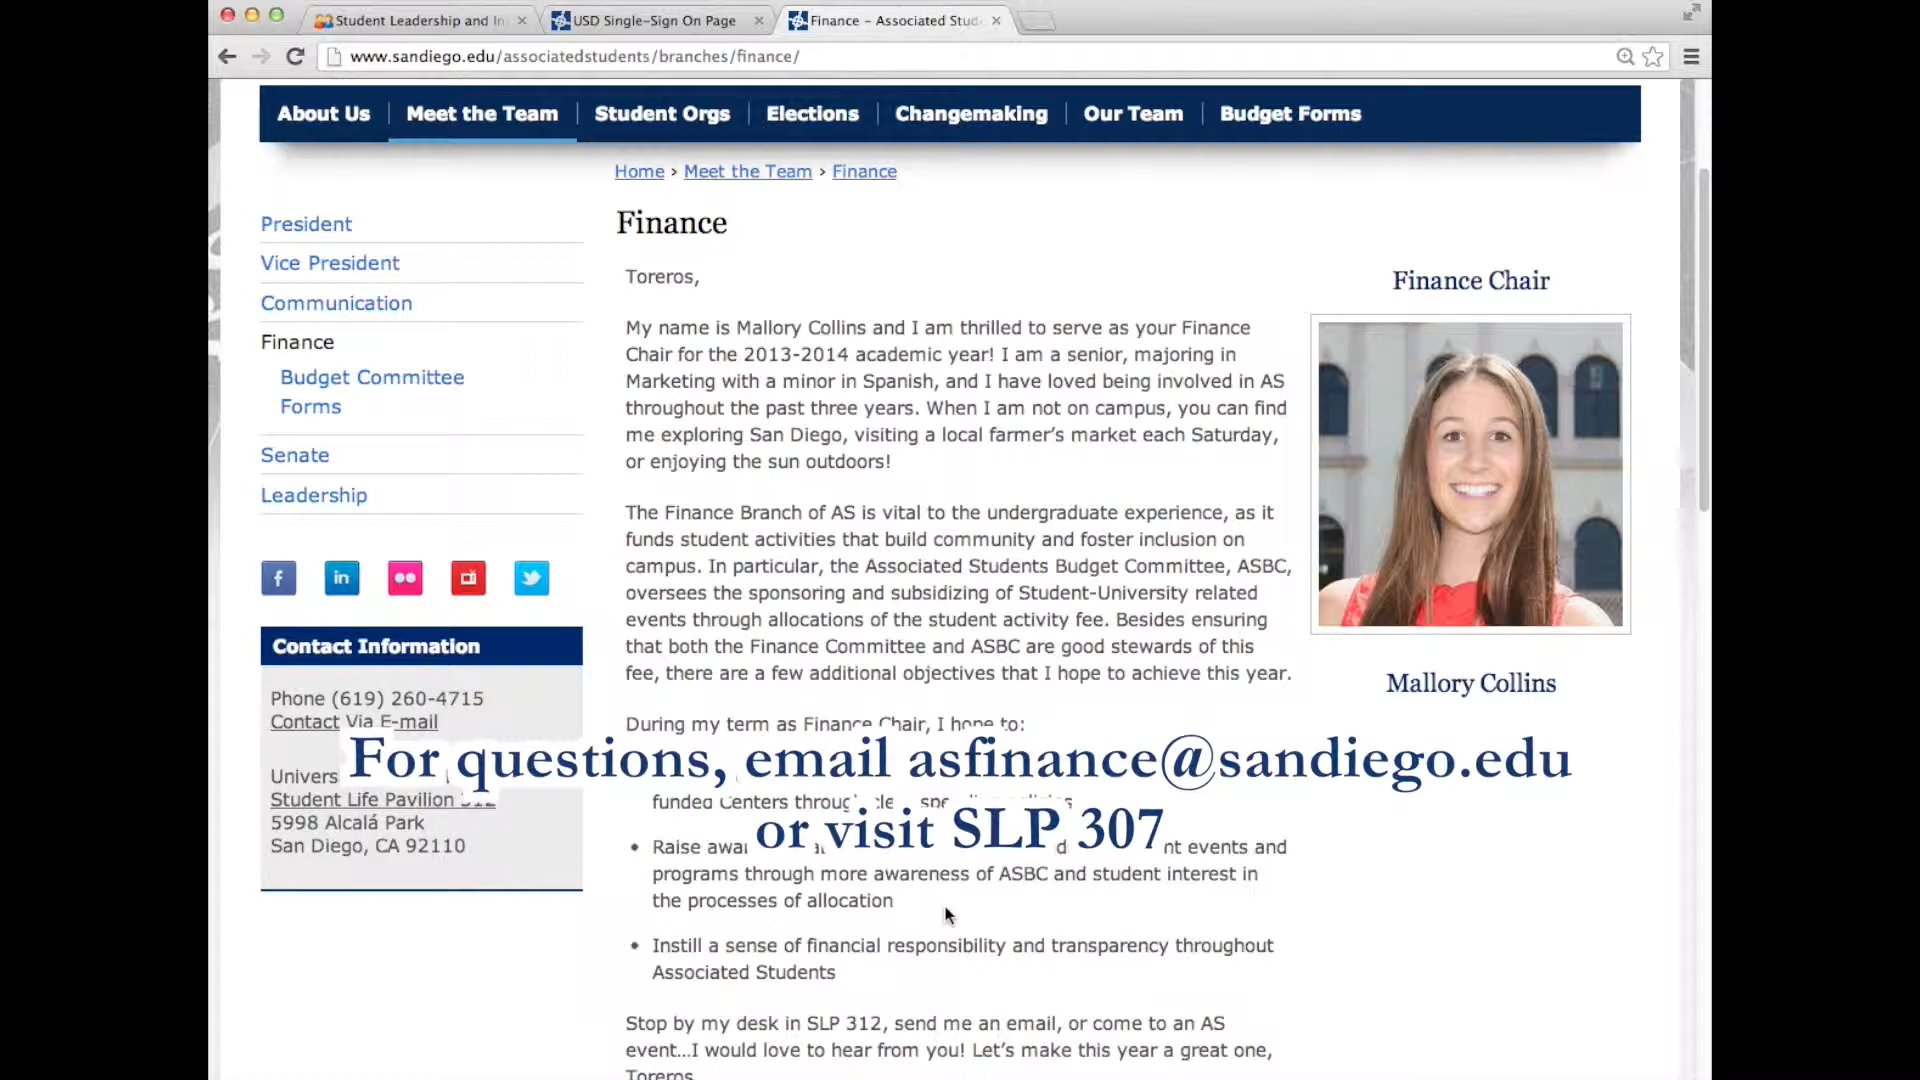 Student Leadership and In
USD Single-Sign On Page
Finance – Associated Stud
www.sandiego.edu/associatedstudents/branches/finance/
About Us
Meet the Team
Student Orgs
Elections
Changemaking
Our Team
Budget Forms
Home › Meet the Team › Finance
President
Vice President
Communication
Finance
Budget Committee
Forms
Senate
Leadership
f
in
Contact Information
Phone (619) 260-4715
Contact Via E-mail
Student Life Pavilion 312
5998 Alcalá Park
San Diego, CA 92110
Finance
Toreros,
My name is Mallory Collins and I am thrilled to serve as your Finance
Chair for the 2013-2014 academic year! I am a senior, majoring in
Marketing with a minor in Spanish, and I have loved being involved in AS
throughout the past three years. When I am not on campus, you can find
me exploring San Diego, visiting a local farmer’s market each Saturday,
or enjoying the sun outdoors!
The Finance Branch of AS is vital to the undergraduate experience, as it
funds student activities that build community and foster inclusion on
campus. In particular, the Associated Students Budget Committee, ASBC,
oversees the sponsoring and subsidizing of Student-University related
events through allocations of the student activity fee. Besides ensuring
that both the Finance Committee and ASBC are good stewards of this
fee, there are a few additional objectives that I hope to achieve this year.
During my term as Finance Chair, I hope to:
For questions, email asfinance@sandiego.edu
funded Centers through
or visit SLP 307
• Raise events and
programs through more awareness of ASBC and student interest in
the processes of allocation
• Instill a sense of financial responsibility and transparency throughout
Associated Students
Stop by my desk in SLP 312, send me an email, or come to an AS
event...I would love to hear from you! Let’s make this year a great one,
Toreros
Finance Chair
Mallory Collins